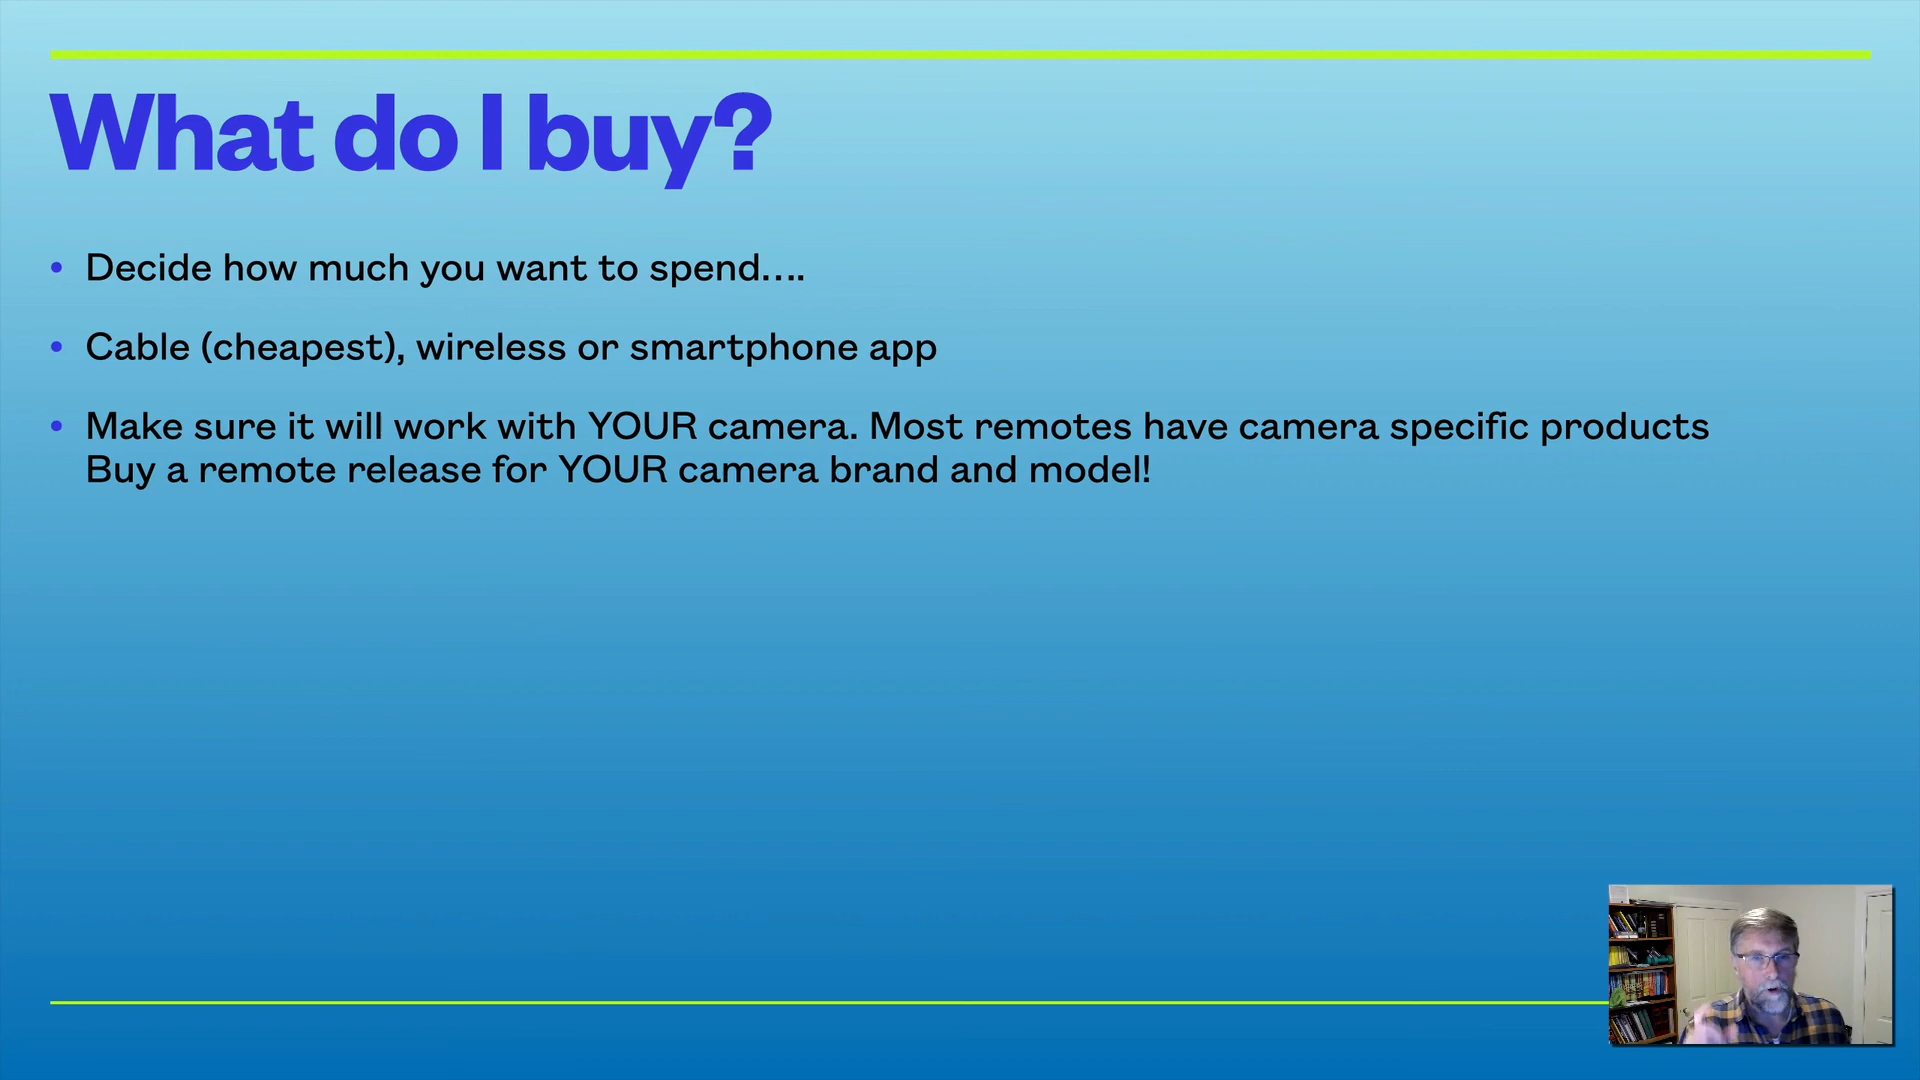 What do I buy?
• Decide how much you want to spend....
• Cable (cheapest), wireless or smartphone app
• Make sure it will work with YOUR camera. Most remotes have camera specific products
Buy a remote release for YOUR camera brand and model!